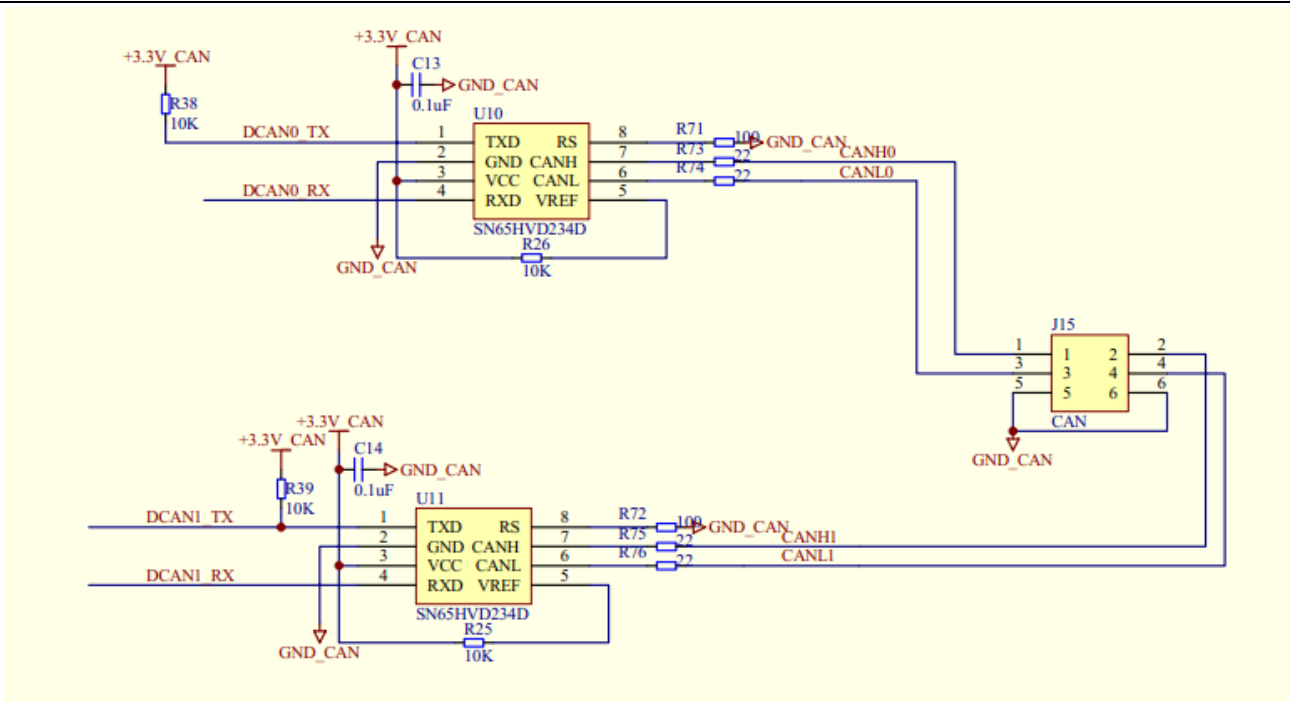 +3.3V_CAN
+3.3V_CAN
C13
GND_CAN
0.1uF
R38
10K
U10
DCAN0_TX
1 TXD RS 8
R71 100 GND_CAN
2 GND CANH 7
R73 22 CANH0
3 VCC CANL 6
R74 22 CANL0
DCAN0_RX
4 RXD VREF 5
SN65HVD234D
R26
10K
GND_CAN
J15
1 1 2 2
3 3 4 4
5 5 6 6
CAN
GND_CAN
+3.3V_CAN
+3.3V_CAN
C14
GND_CAN
0.1uF
R39
10K
U11
DCAN1_TX
1 TXD RS 8
R72 100 GND_CAN
2 GND CANH 7
R75 22 CANH1
3 VCC CANL 6
R76 22 CANL1
DCAN1_RX
4 RXD VREF 5
SN65HVD234D
R25
10K
GND_CAN